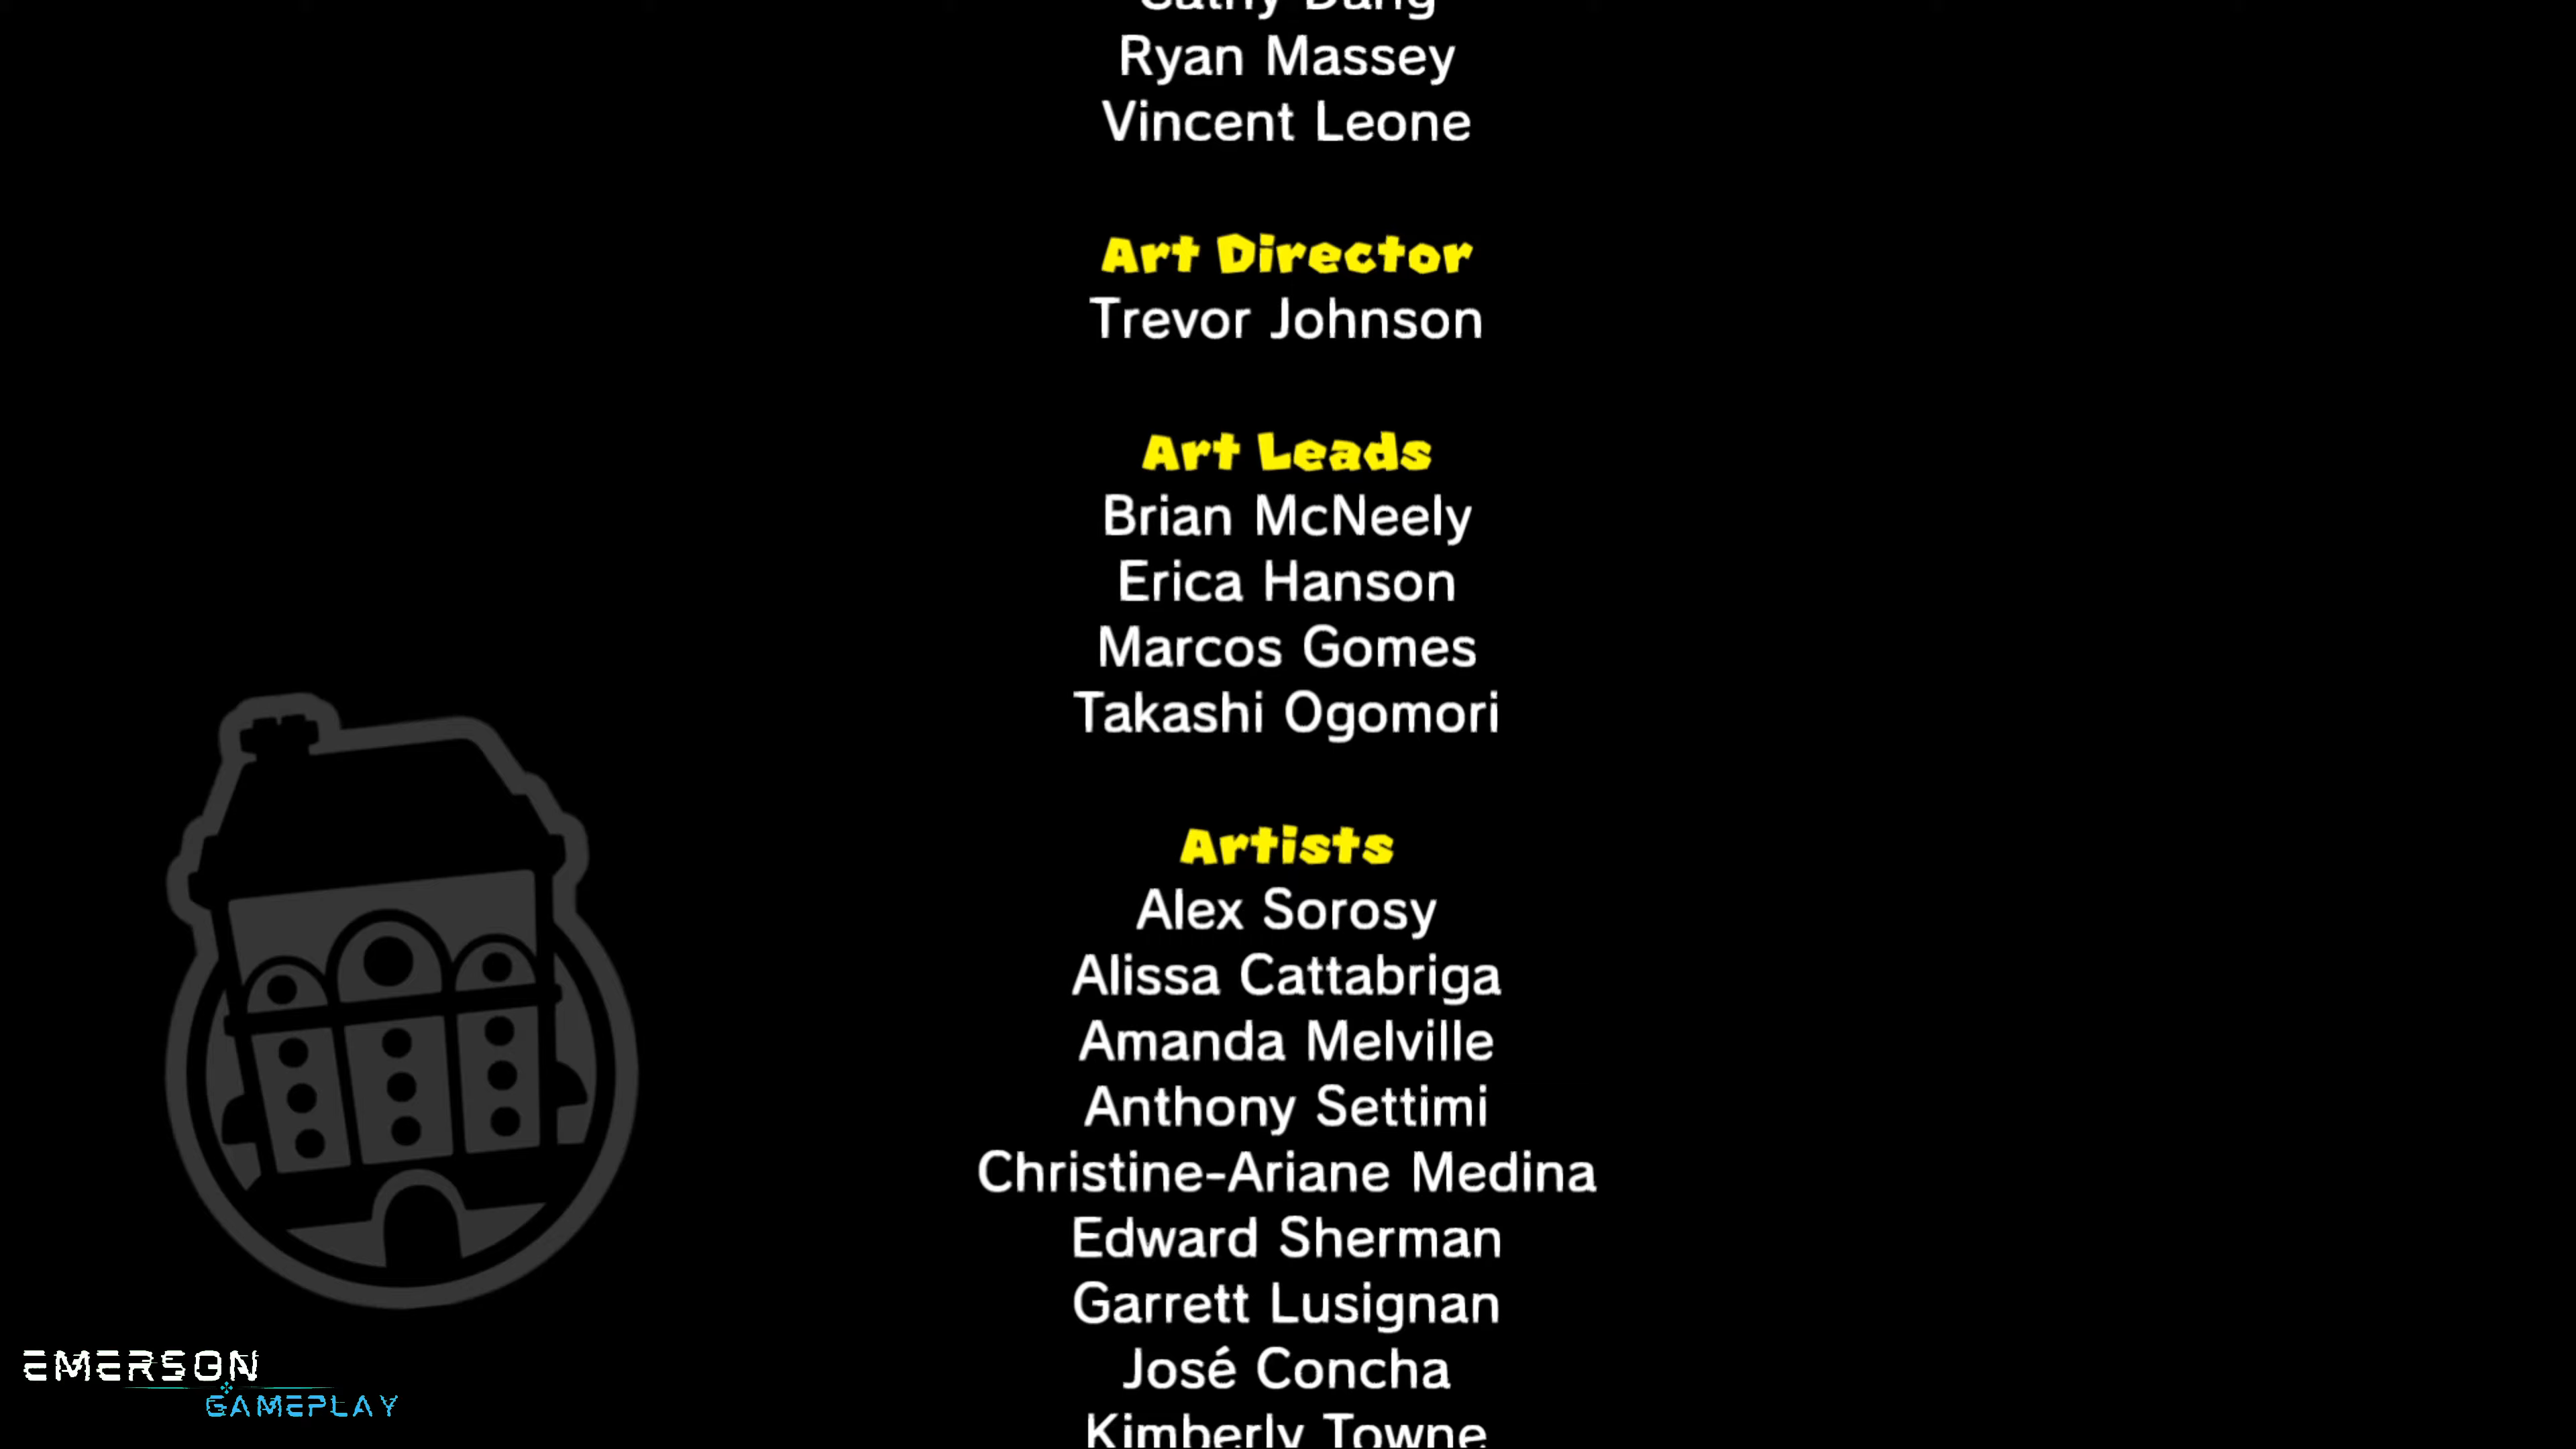 Cathy Dang
Ryan Massey
Vincent Leone
Art Director
Trevor Johnson
Art Leads
Brian McNeely
Erica Hanson
Marcos Gomes
Takashi Ogomori
Artists
Alex Sorosy
Alissa Cattabriga
Amanda Melville
Anthony Settimi
Christine-Ariane Medina
Edward Sherman
Garrett Lusignan
José Concha
Kimberly Towne
EMERSON
GAMEPLAY